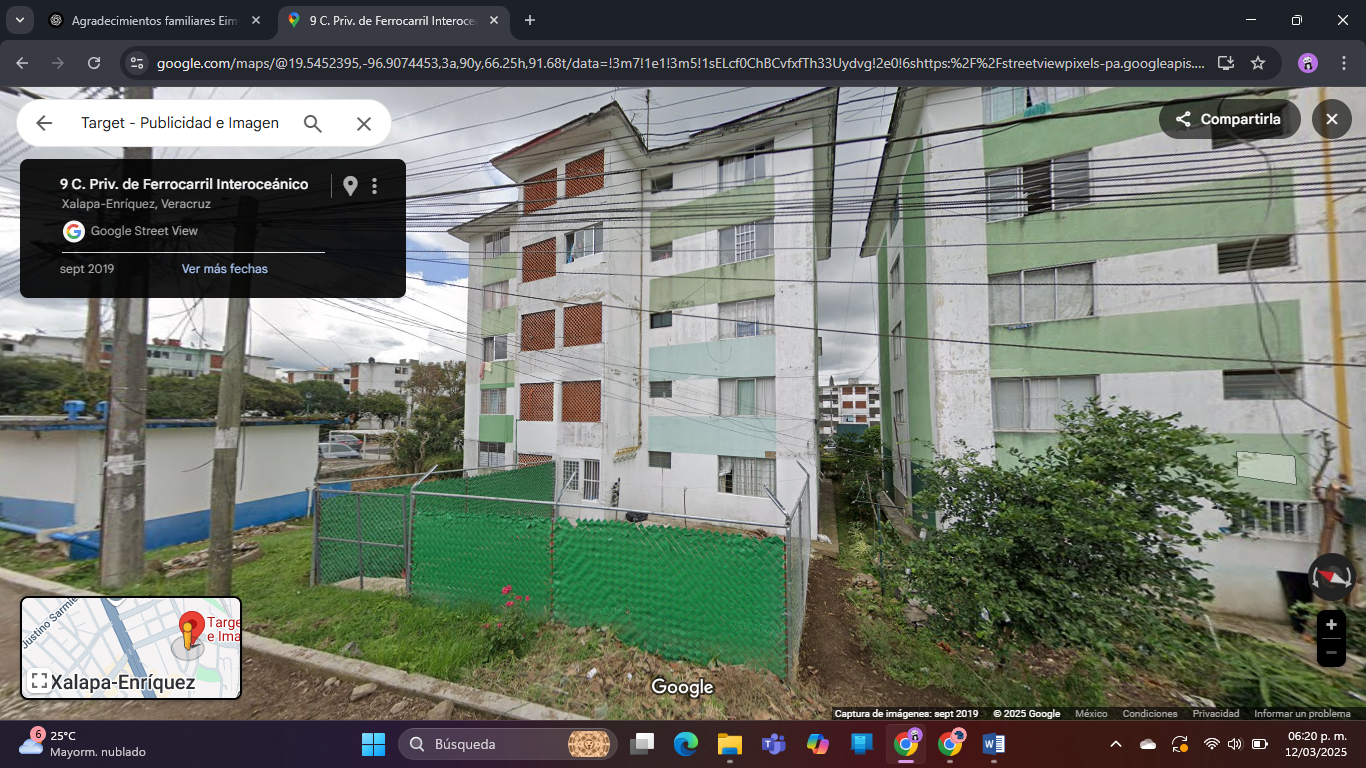 Agradecimientos familiares Eim
9 C. Priv. de Ferrocarril Interoce
google.com/maps/@19.5452395,-96.9074453,3a,90y,66.25h,91.68t/data=!3m7!1e1!3m5!1sELcf0ChBCvfxfTh33Uydvg!2e0!6shttps:%2F%2Fstreetviewpixels-pa.googleapis....
Target - Publicidad e Imagen
Compartirla
9 C. Priv. de Ferrocarril Interoceánico
Xalapa-Enríquez, Veracruz
Google Street View
sept 2019 Ver más fechas
Justino Sarmie
Targe
e Ima
Xalapa-Enríquez
Google
Captura de imágenes: sept 2019 © 2025 Google México Condiciones Privacidad Informar un problema
6
25°C
Mayorm. nublado
Búsqueda
06:20 p. m.
12/03/2025